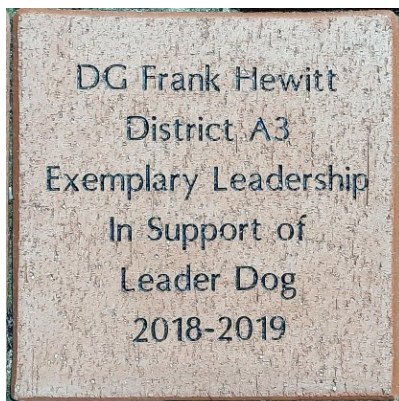 DG Frank Hewitt
District A3
Exemplary Leadership
In Support of
Leader Dog
2018-2019